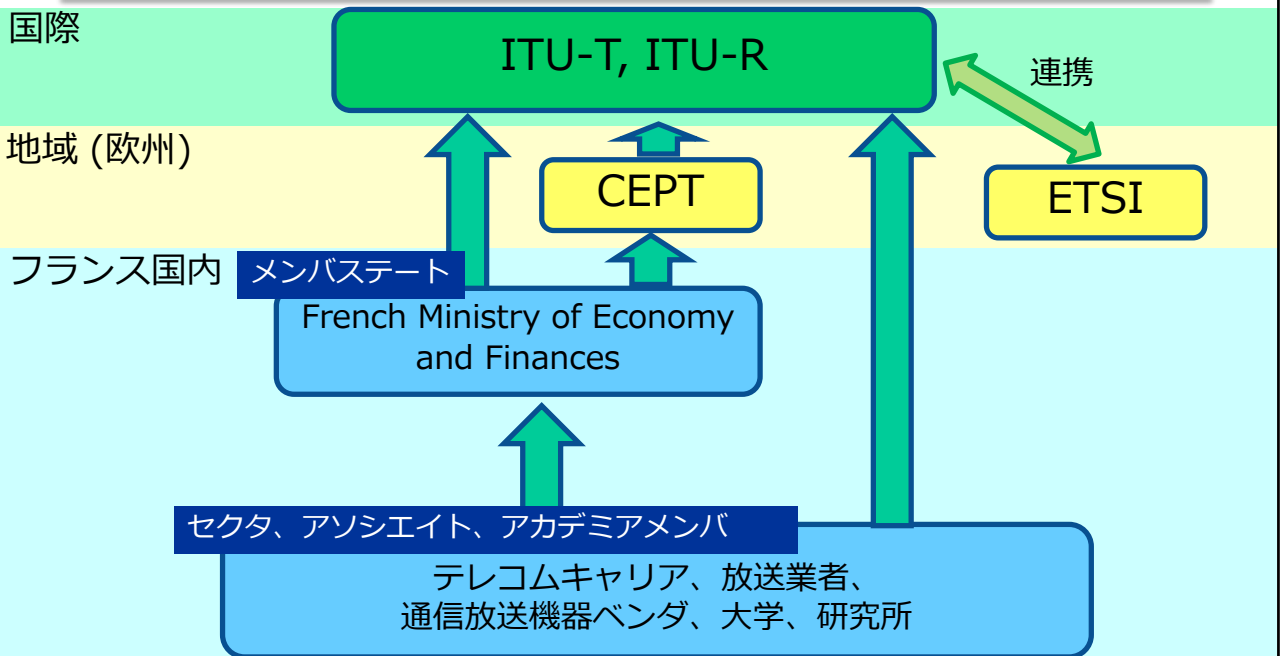 国際
ITU-T, ITU-R
連携
地域 (欧州)
CEPT
ETSI
フランス国内
メンバステート
French Ministry of Economy
and Finances
セクタ、アソシエイト、アカデミアメンバ
テレコムキャリア、放送業者、
通信放送機器ベンダ、大学、研究所